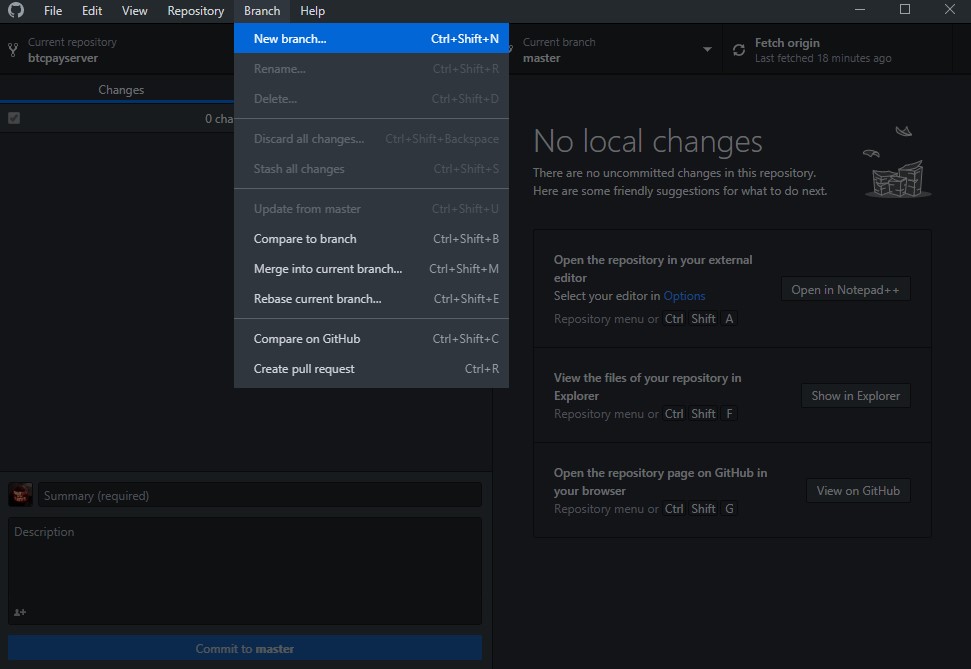 File Edit View Repository Branch Help
Current repository
btcpayserver
Current branch
master
Fetch origin
Last fetched 18 minutes ago
Changes
0 cha
New branch... Ctrl+Shift+N
Rename... Ctrl+Shift+R
Delete... Ctrl+Shift+D
Discard all changes... Ctrl+Shift+Backspace
Stash all changes Ctrl+Shift+S
Update from master Ctrl+Shift+U
Compare to branch Ctrl+Shift+B
Merge into current branch... Ctrl+Shift+M
Rebase current branch... Ctrl+Shift+E
Compare on GitHub Ctrl+Shift+C
Create pull request Ctrl+R
No local changes
There are no uncommitted changes in this repository.
Here are some friendly suggestions for what to do next.
Open the repository in your external
editor
Select your editor in Options
Repository menu or Ctrl Shift A
Open in Notepad++
View the files of your repository in
Explorer
Repository menu or Ctrl Shift F
Show in Explorer
Open the repository page on GitHub in
your browser
Repository menu or Ctrl Shift G
View on GitHub
Summary (required)
Description
Commit to master